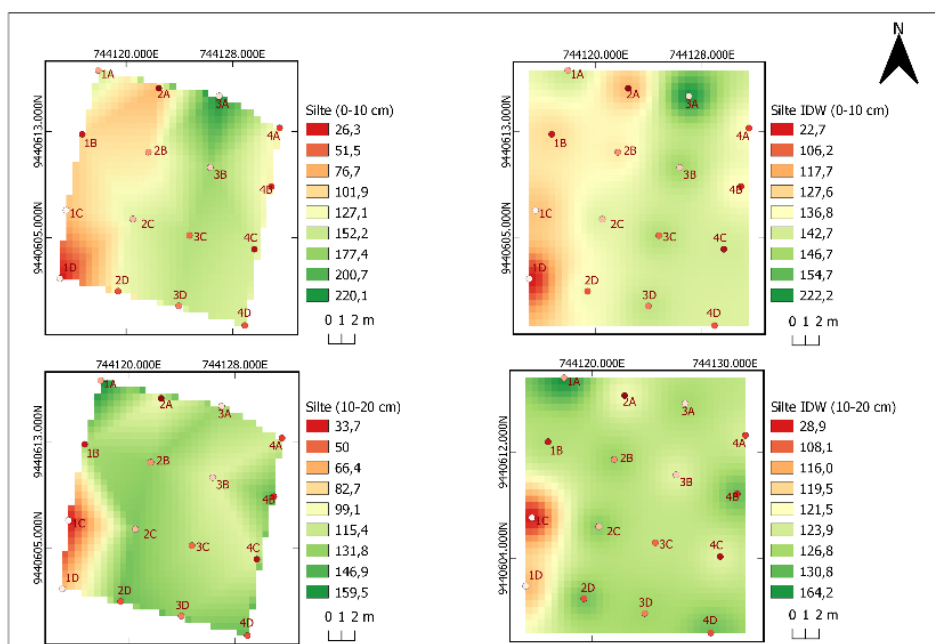 N
744120.000E 744128.000E
9440613.000N
9440605.000N
1A
2A
3A
4A
1B
2B
3B
4B
1C
2C
3C
4C
1D
2D
3D
4D
Silte (0-10 cm)
26,3
51,5
76,7
101,9
127,1
152,2
177,4
200,7
220,1
0 1 2 m
744120.000E 744128.000E
9440613.000N
9440605.000N
1A
2A
3A
4A
1B
2B
3B
4B
1C
2C
3C
4C
1D
2D
3D
4D
Silte IDW (0-10 cm)
22,7
106,2
117,7
127,6
136,8
142,7
146,7
154,7
222,2
0 1 2 m
744120.000E 744128.000E
9440613.000N
9440605.000N
1A
2A
3A
4A
1B
2B
3B
4B
1C
2C
3C
4C
1D
2D
3D
4D
Silte (10-20 cm)
33,7
50
66,4
82,7
99,1
115,4
131,8
146,9
159,5
0 1 2 m
744120.000E 744130.000E
9440612.000N
9440604.000N
1A
2A
3A
4A
1B
2B
3B
4B
1C
2C
3C
4C
1D
2D
3D
4D
Silte IDW (10-20 cm)
28,9
108,1
116,0
119,5
121,5
123,9
126,8
130,8
164,2
0 1 2 m